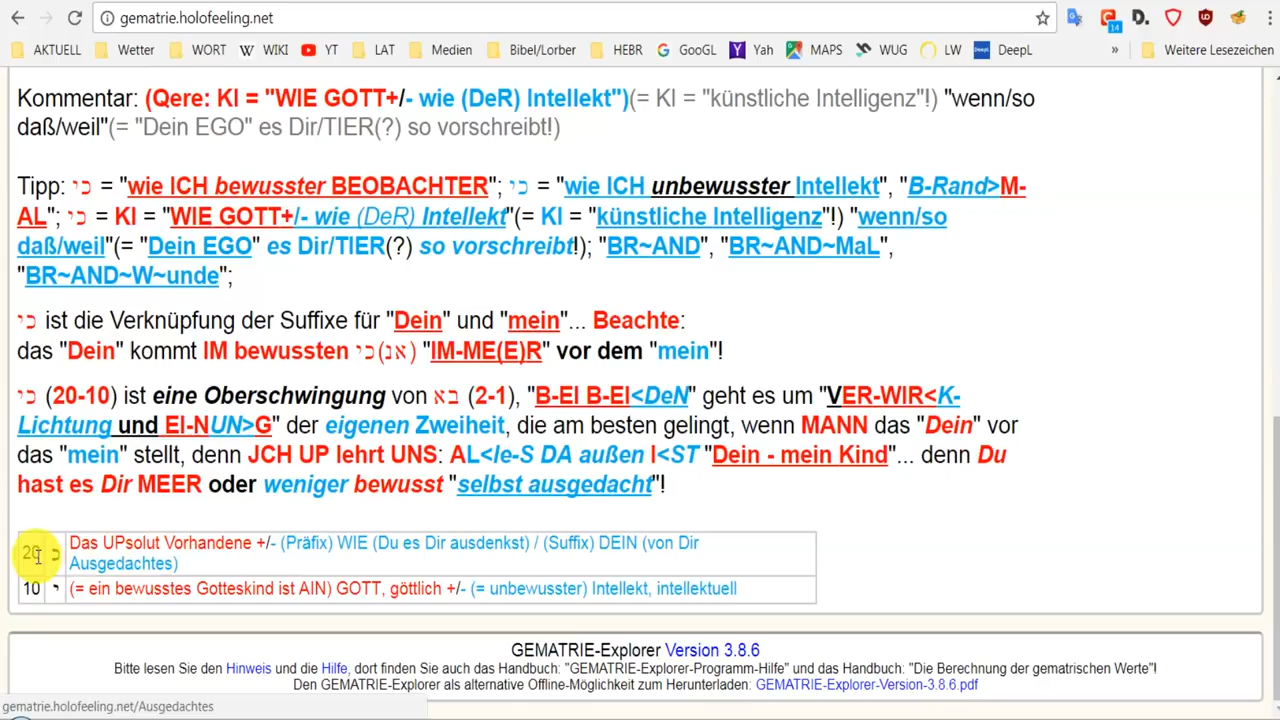 gematrie.holofeeling.net
14
AKTUELL Wetter WORT WIKI YT LAT Medien Bibel/Lorber HEBR GooGL Yah MAPS WUG LW DeepL » Weitere Lesezeichen
Kommentar: (Qere: KI = "WIE GOTT+/- wie (DeR) Intellekt")(= KI = "künstliche Intelligenz"!) "wenn/so
daß/weil"(= "Dein EGO" es Dir/TIER(?) so vorschreibt!)
Tipp: כי = "wie ICH bewusster BEOBACHTER"; כי = "wie ICH unbewusster Intellekt", "B-Rand>M-
AL"; כי = KI = "WIE GOTT+/- wie (DeR) Intellekt"(= KI = "künstliche Intelligenz"!) "wenn/so
daß/weil"(= "Dein EGO" es Dir/TIER(?) so vorschreibt!); "BR~AND", "BR~AND~MaL",
"BR~AND~W~unde";
כי ist die Verknüpfung der Suffixe für "Dein" und "mein"... Beachte:
das "Dein" kommt IM bewussten (אנ)כי "IM-ME(E)R" vor dem "mein"!
כי (20-10) ist eine Oberschwingung von בא (2-1), "B-EI B-EI<DeN" geht es um "VER-WIR<K-
Lichtung und EI-NUN>G" der eigenen Zweiheit, die am besten gelingt, wenn MANN das "Dein" vor
das "mein" stellt, denn JCH UP lehrt UNS: AL<le-S DA außen I<ST "Dein - mein Kind"... denn Du
hast es Dir MEER oder weniger bewusst "selbst ausgedacht"!
20 כ Das UPsolut Vorhandene +/- (Präfix) WIE (Du es Dir ausdenkst) / (Suffix) DEIN (von Dir
Ausgedachtes)
10 י (= ein bewusstes Gotteskind ist AIN) GOTT, göttlich +/- (= unbewusster) Intellekt, intellektuell
GEMATRIE-Explorer Version 3.8.6
Bitte lesen Sie den Hinweis und die Hilfe, dort finden Sie auch das Handbuch: "GEMATRIE-Explorer-Programm-Hilfe" und das Handbuch: "Die Berechnung der gematrischen Werte"!
Den GEMATRIE-Explorer als alternative Offline-Möglichkeit zum Herunterladen: GEMATRIE-Explorer-Version-3.8.6.pdf
gematrie.holofeeling.net/Ausgedachtes